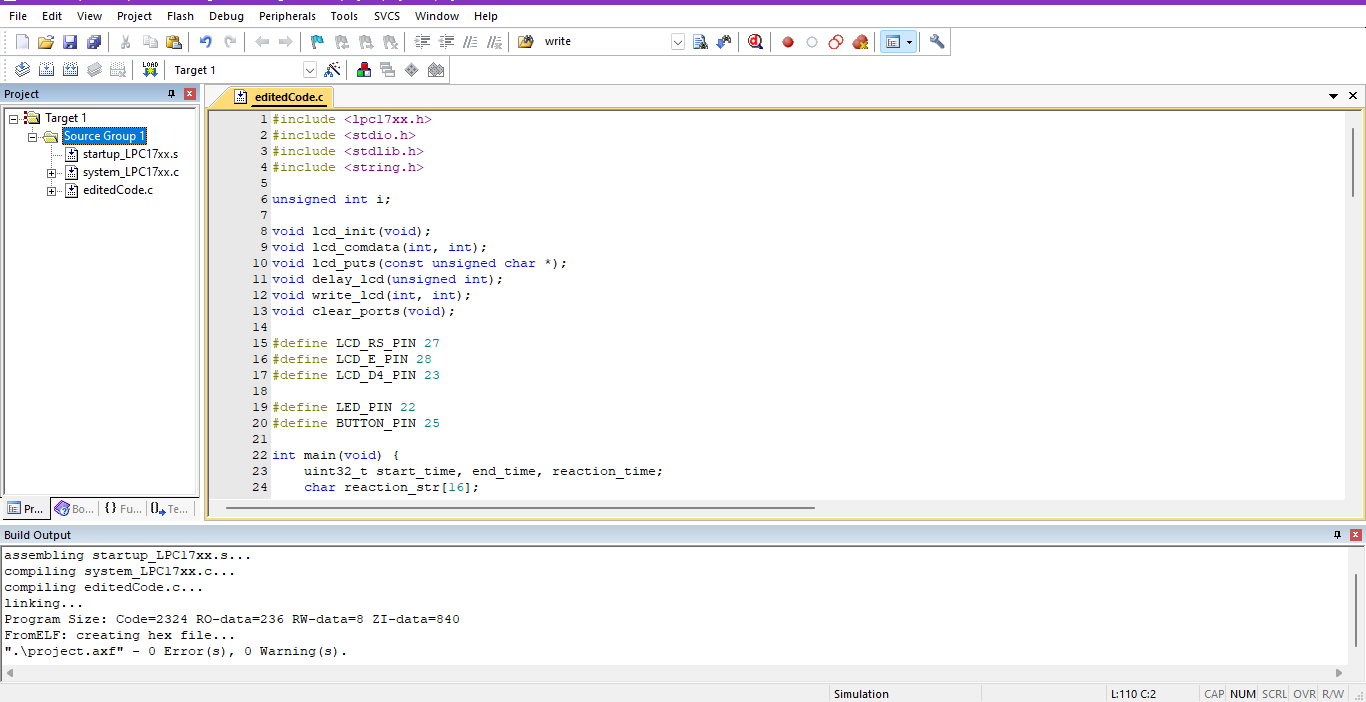 File Edit View Project Flash Debug Peripherals Tools SVCS Window Help
write
LOAD
Target 1
Project
Target 1
Source Group 1
startup_LPC17xx.s
system_LPC17xx.c
editedCode.c
Pr...
Bo...
{} Fu...
Te...
editedCode.c
1 #include <lpc17xx.h>
2 #include <stdio.h>
3 #include <stdlib.h>
4 #include <string.h>
5
6 unsigned int i;
7
8 void lcd_init(void);
9 void lcd_comdata(int, int);
10 void lcd_puts(const unsigned char *);
11 void delay_lcd(unsigned int);
12 void write_lcd(int, int);
13 void clear_ports(void);
14
15 #define LCD_RS_PIN 27
16 #define LCD_E_PIN 28
17 #define LCD_D4_PIN 23
18
19 #define LED_PIN 22
20 #define BUTTON_PIN 25
21
22 int main(void) {
23     uint32_t start_time, end_time, reaction_time;
24     char reaction_str[16];
Build Output
assembling startup_LPC17xx.s...
compiling system_LPC17xx.c...
compiling editedCode.c...
linking...
Program Size: Code=2324 RO-data=236 RW-data=8 ZI-data=840
FromELF: creating hex file...
".\project.axf" - 0 Error(s), 0 Warning(s).
Simulation
L:110 C:2
CAP NUM SCRL OVR R/W